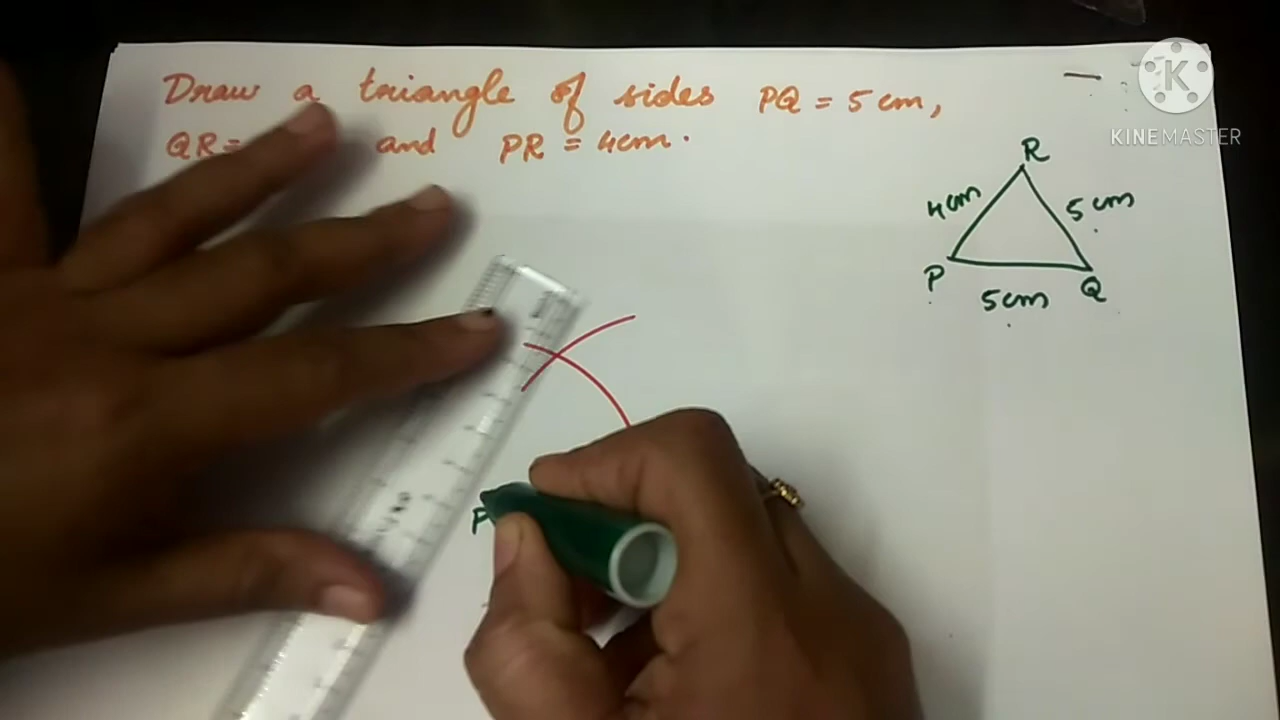 Draw a triangle of sides PQ = 5 cm,
QR= and PR = 4cm.
K
KINEMASTER
R
4cm 5 cm
P Q
5cm
P